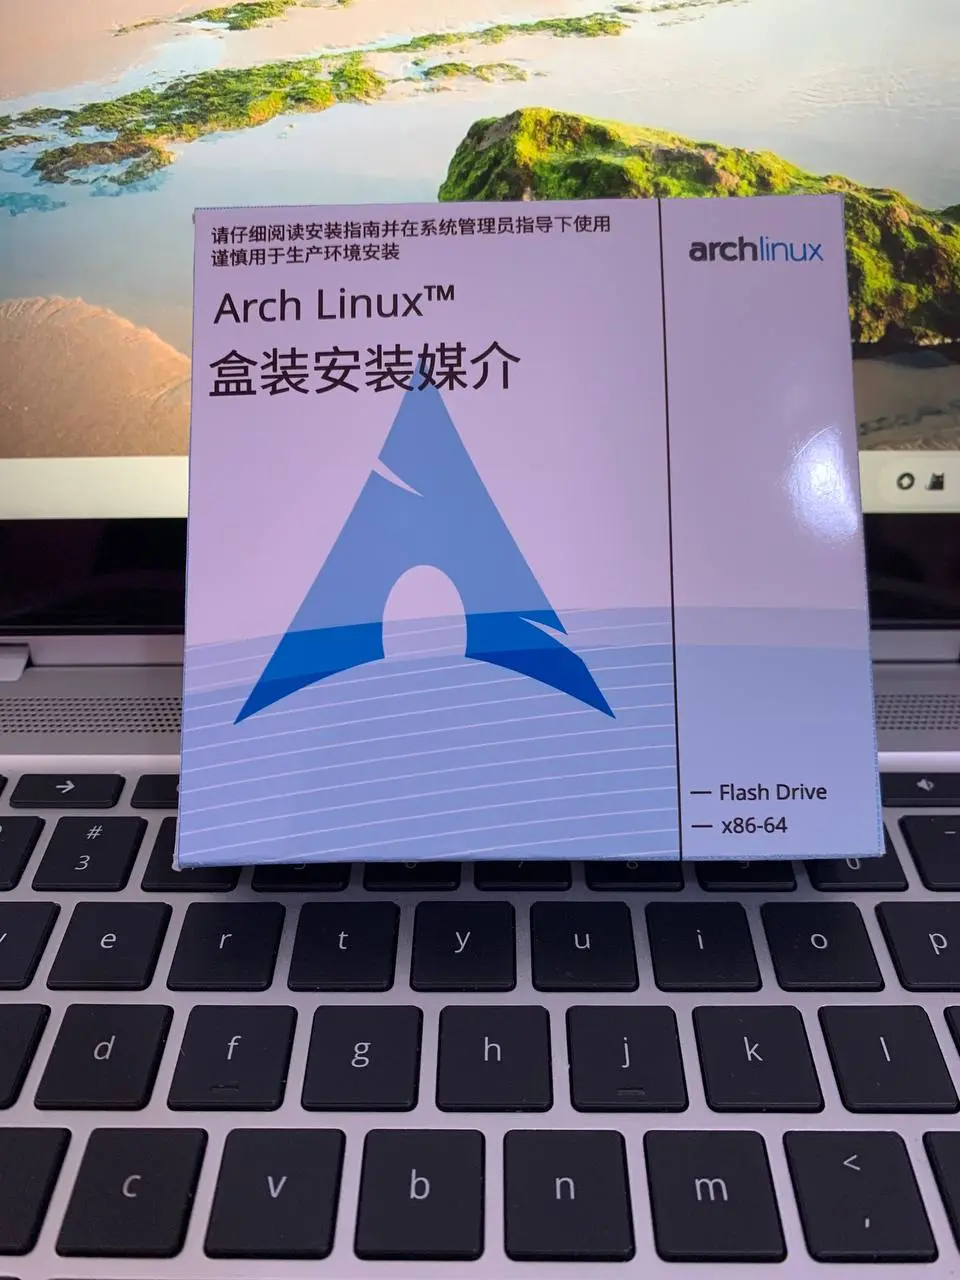 请仔细阅读安装指南并在系统管理员指导下使用
谨慎用于生产环境安装
Arch Linux™
盒装安装媒介
archlinux
— Flash Drive
— x86-64
#
3
e r t y u i o p
d f g h j k l
c v b n m <
,